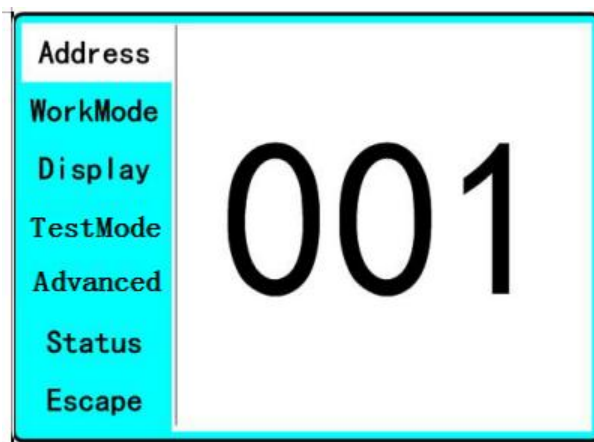 Address
WorkMode
Display
TestMode
Advanced
Status
Escape
001